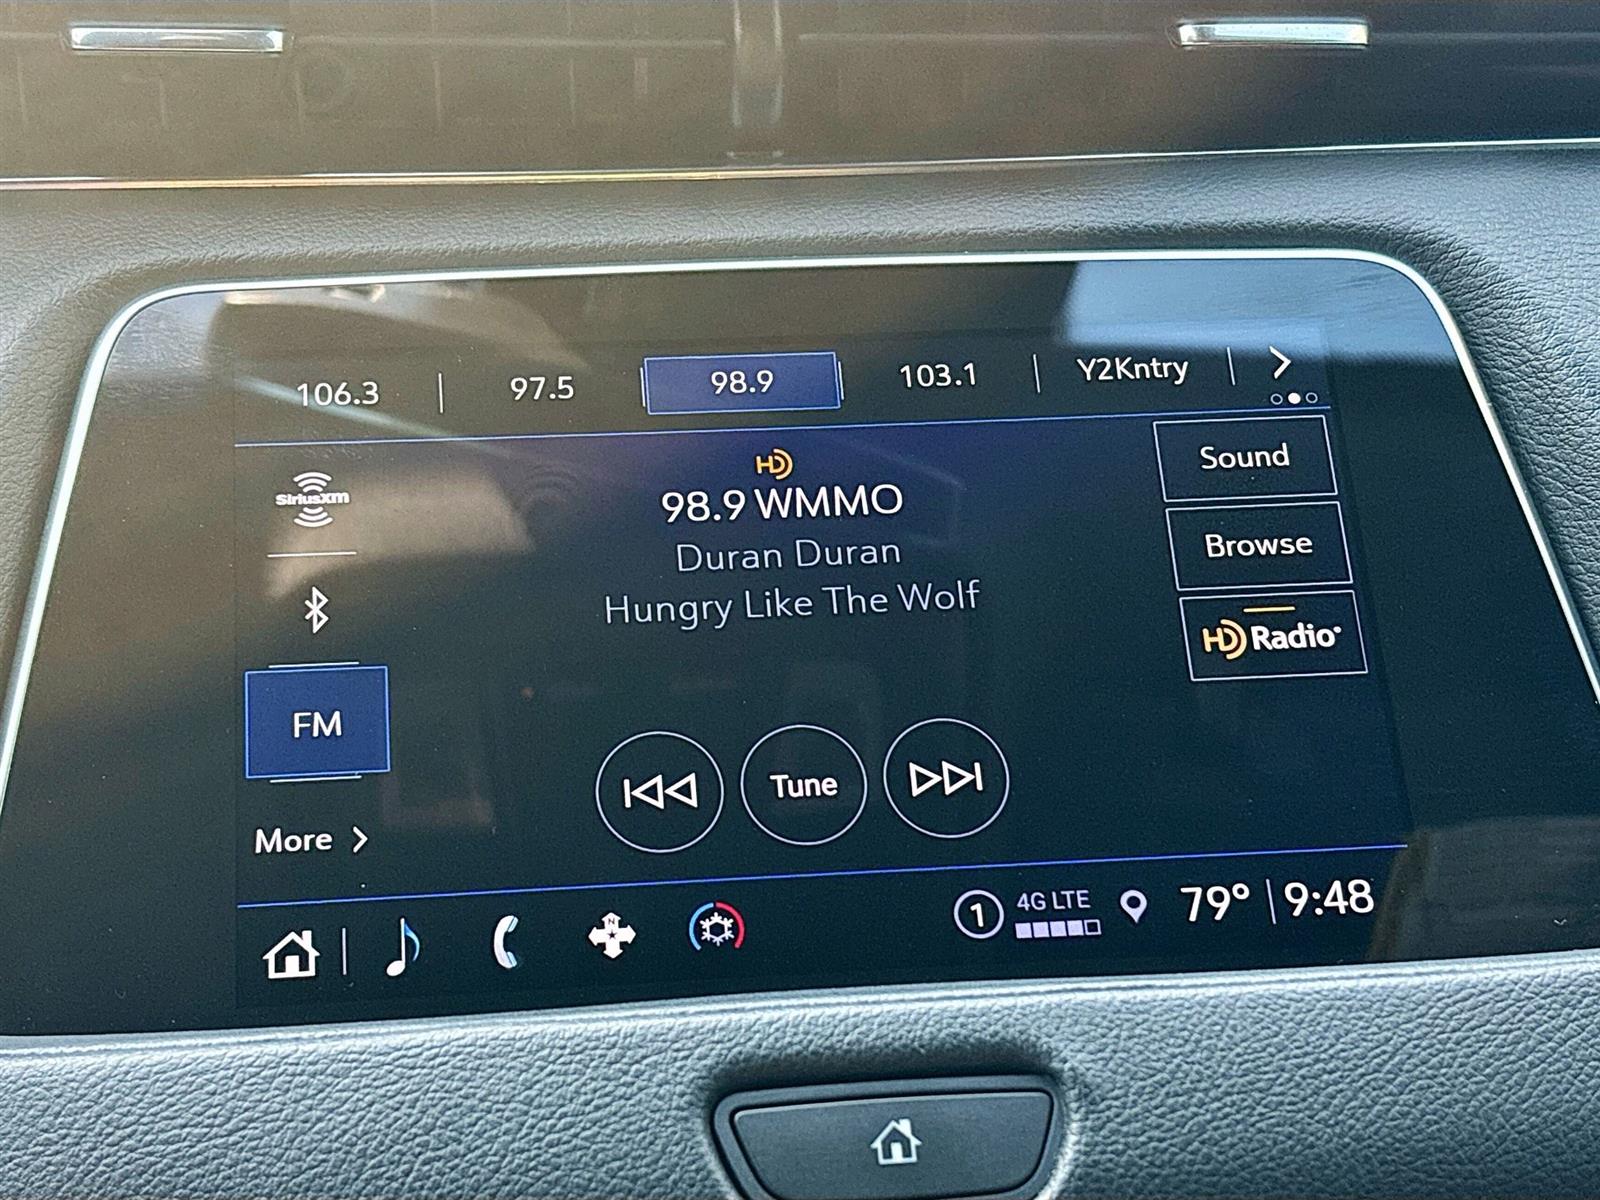 106.3 | 97.5 | 98.9 | 103.1 | Y2Kntry |
HD
98.9 WMMO
Duran Duran
Hungry Like The Wolf
SiriusXM
FM
More
Sound
Browse
HD Radio
Tune
N
1 4G LTE 79° | 9:48